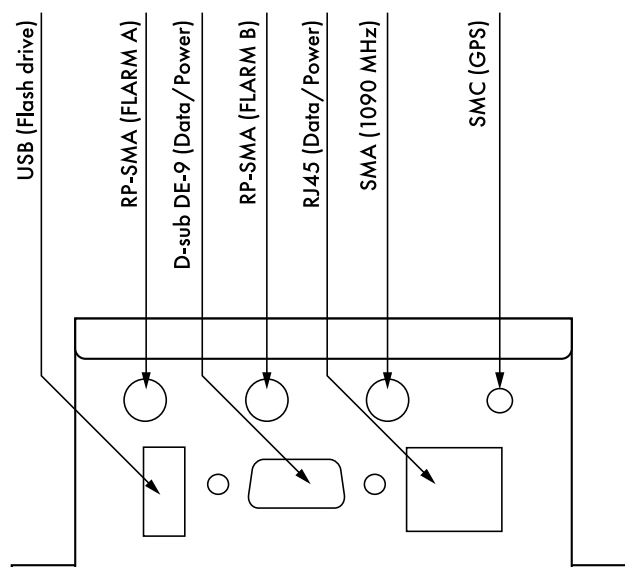 USB (Flash drive)
RP-SMA (FLARM A)
D-sub DE-9 (Data/Power)
RP-SMA (FLARM B)
RJ45 (Data/Power)
SMA (1090 MHz)
SMC (GPS)